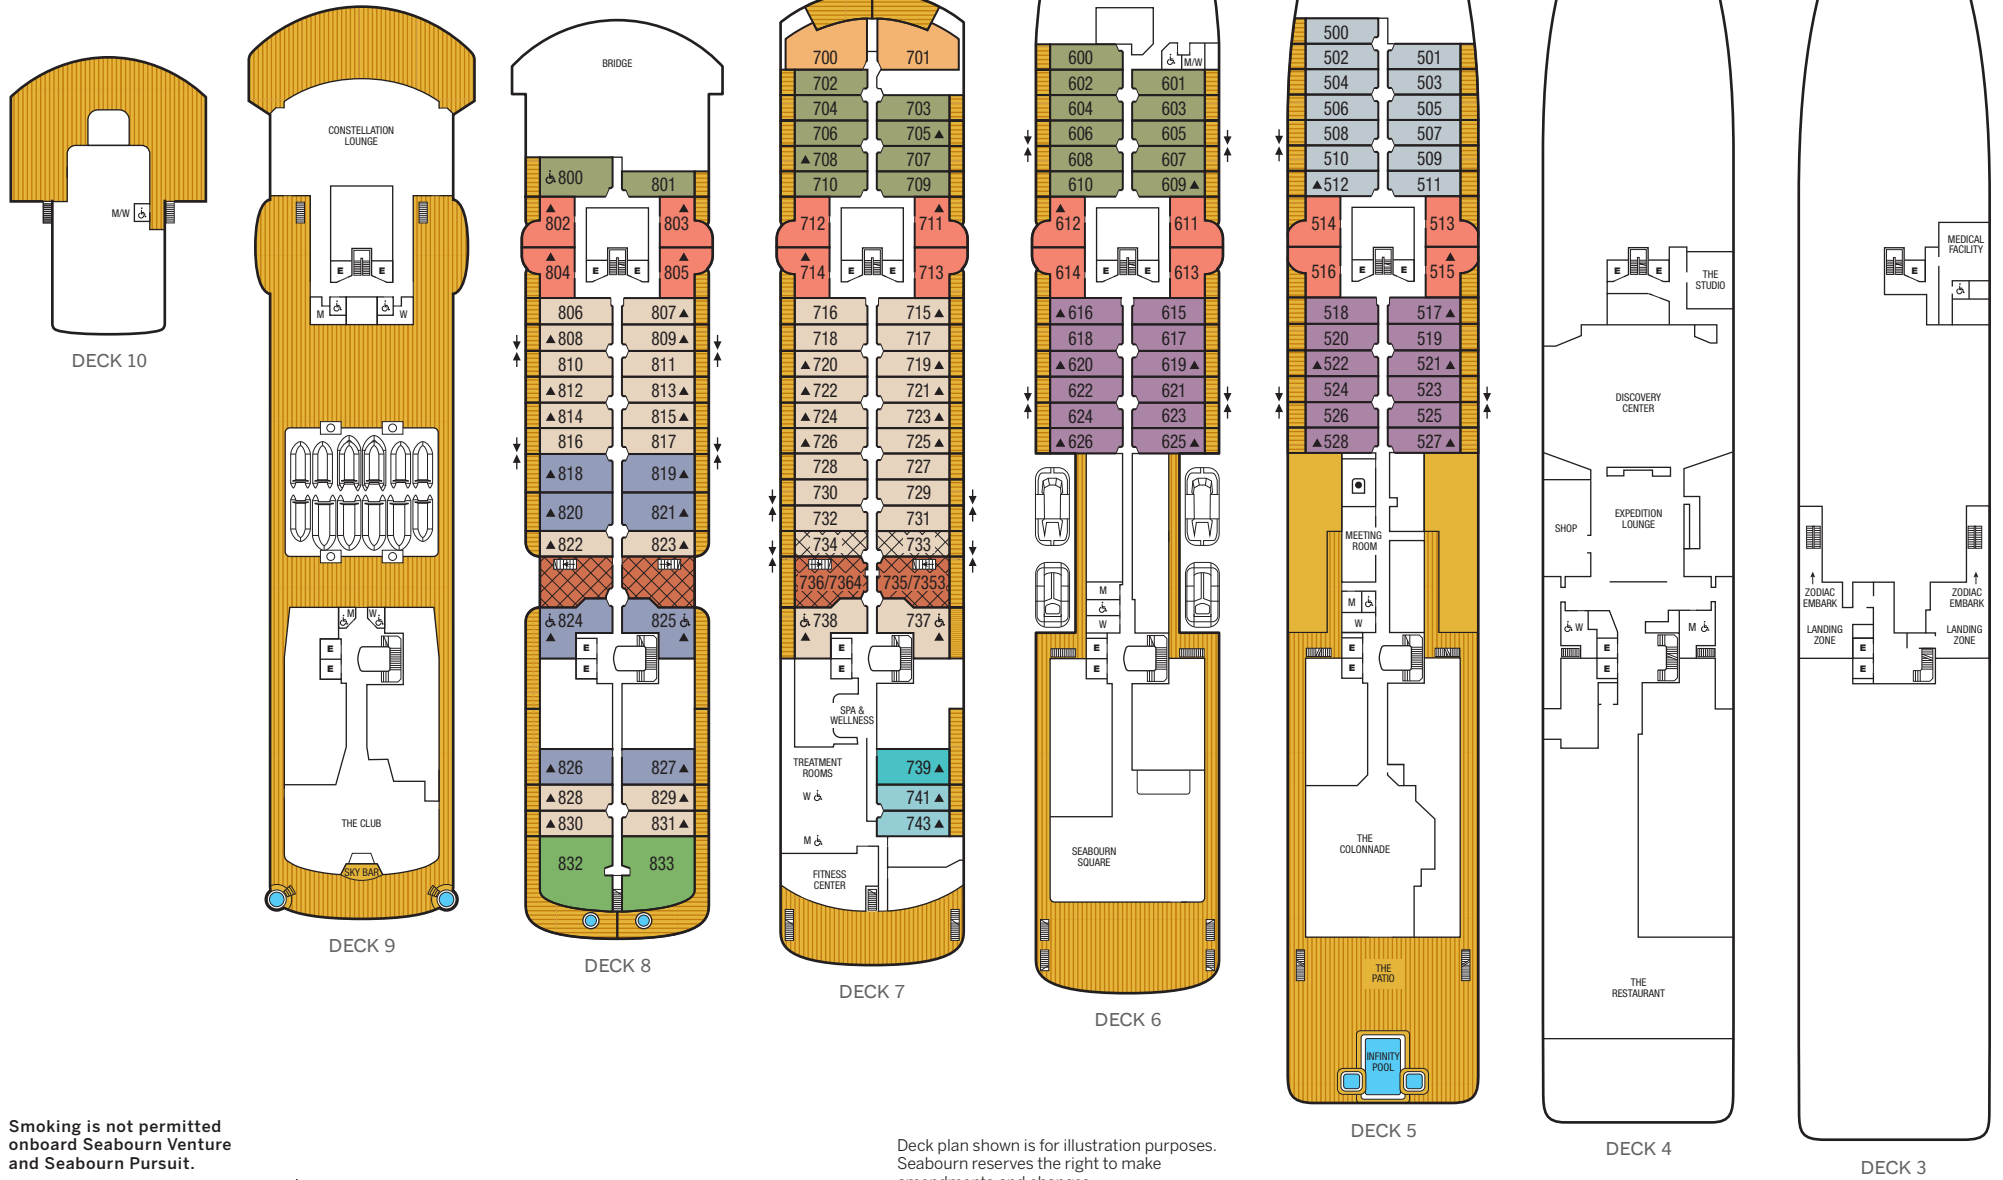 M/W
DECK 10
CONSTELLATION
LOUNGE
E E
M W
M W
E
E
THE CLUB
SKY BAR
DECK 9
BRIDGE
800 801
802 803
804 805
E E
806 807
808 809
810 811
812 813
814 815
816 817
818 819
820 821
822 823
824 825
E
E
826 827
828 829
830 831
832 833
DECK 8
700 701
702
704 703
706 705
708 707
710 709
712 711
714 713
E E
716 715
718 717
720 719
722 721
724 723
726 725
728 727
730 729
732 731
734 733
736/7364 735/7353
738 737
E
E
SPA &
WELLNESS
TREATMENT
ROOMS
W
M
739
741
743
FITNESS
CENTER
DECK 7
M/W
600
602 601
604 603
606 605
608 607
610 609
612 611
614 613
E E
616 615
618 617
620 619
622 621
624 623
626 625
M
W
E
E
SEABOURN
SQUARE
DECK 6
500
502 501
504 503
506 505
508 507
510 509
512 511
514 513
516 515
E E
518 517
520 519
522 521
524 523
526 525
528 527
MEETING
ROOM
M
W
E
E
THE
COLONNADE
THE
PATIO
INFINITY
POOL
DECK 5
E E
THE
STUDIO
DISCOVERY
CENTER
SHOP
EXPEDITION
LOUNGE
W M
E
E
THE
RESTAURANT
DECK 4
MEDICAL
FACILITY
E
ZODIAC
EMBARK
LANDING
ZONE
ZODIAC
EMBARK
LANDING
ZONE
E
E
DECK 3
Smoking is not permitted
onboard Seabourn Venture
and Seabourn Pursuit.
Deck plan shown is for illustration purposes.
Seabourn reserves the right to make
amendments and changes